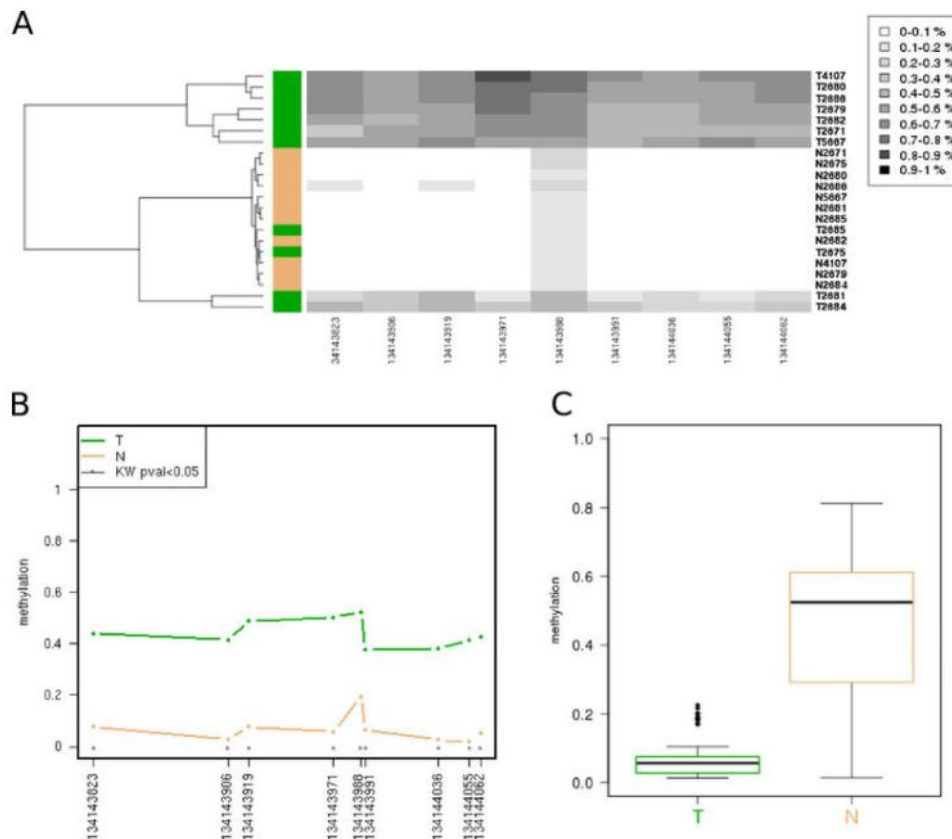 A
0-0.1 %
0.1-0.2 %
0.2-0.3 %
0.3-0.4 %
0.4-0.5 %
0.5-0.6 %
0.6-0.7 %
0.7-0.8 %
0.8-0.9 %
0.9-1 %
T4107
T2680
T2686
T2679
T2682
T2671
T5667
N2671
N2675
N2680
N2686
N5667
N2681
N2685
T2685
N2682
T2675
N4107
N2679
N2684
T2681
T2684
34143823
134143906
134143919
134143971
134143988
134143991
134144036
134144055
134144062
B
T
N
KW pval<0.05
methylation
1
0.8
0.6
0.4
0.2
0
134143823
134143906
134143919
134143971
134143988
134143991
134144036
134144055
134144062
C
methylation
1.0
0.8
0.6
0.4
0.2
0.0
T
N